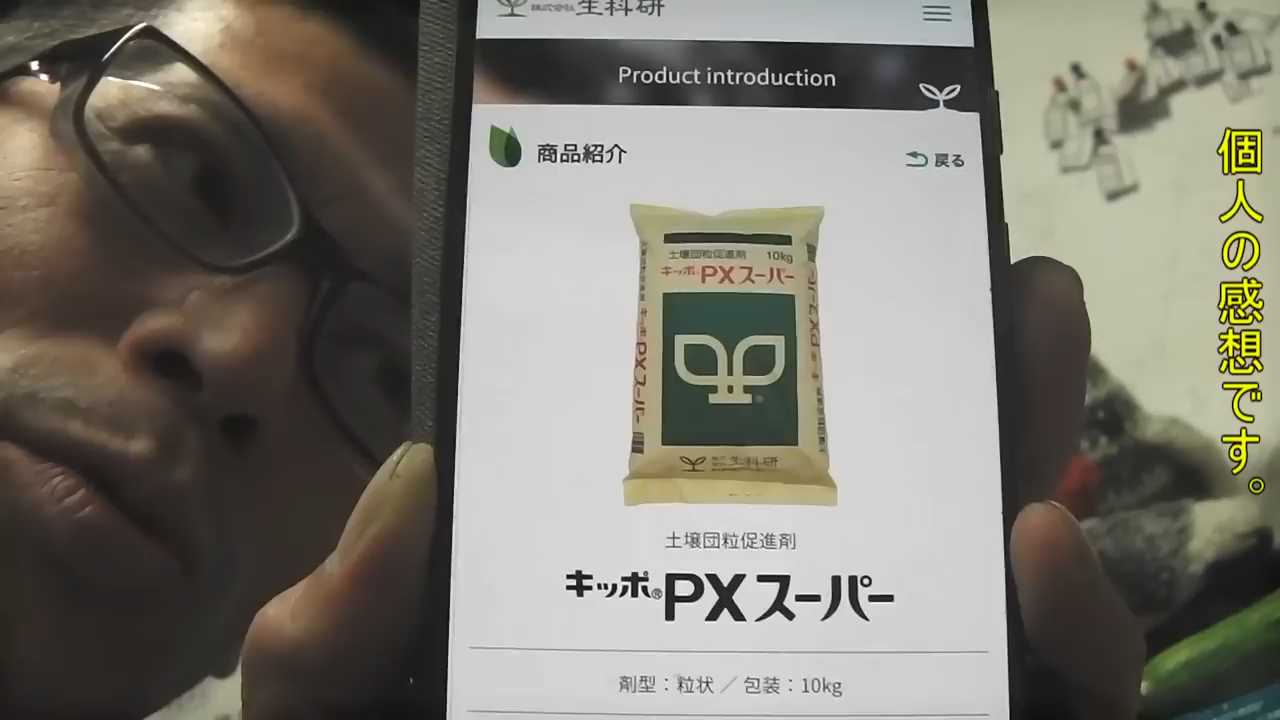 株式会社 生科研
Product introduction
商品紹介
戻る
土壌団粒促進剤 10kg
キッポ® PXスーパー
生科研
土壌団粒促進剤
キッポ® PXスーパー
剤型：粒状 ／ 包装：10kg
個人の感想です。